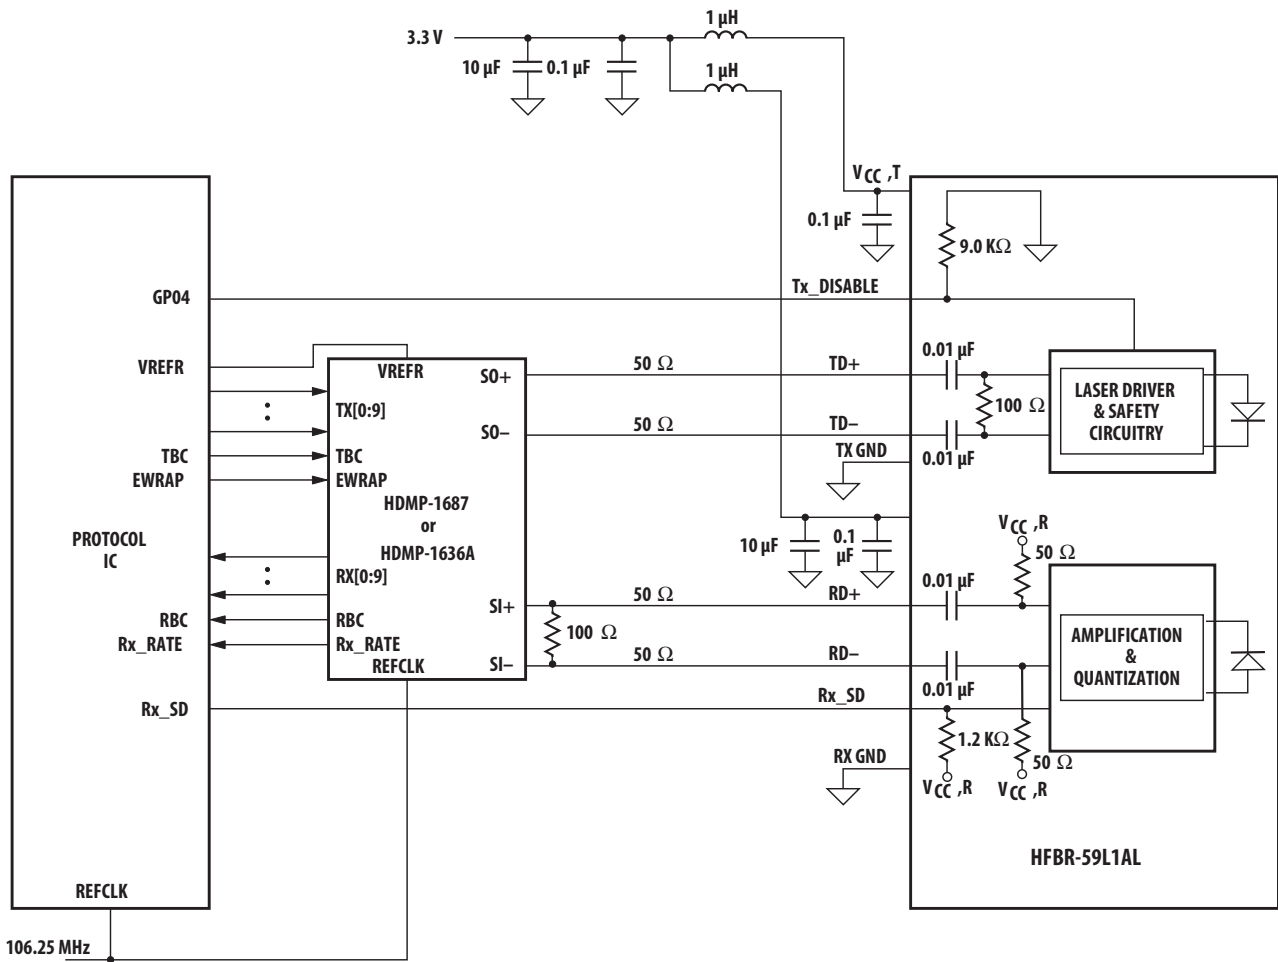 1 µH
3.3 V
10 µF
0.1 µF
1 µH
VCC ,T
0.1 µF
9.0 KΩ
GP04
Tx_DISABLE
VREFR
VREFR
SO+
50 Ω
TD+
0.01 µF
TX[0:9]
100 Ω
LASER DRIVER
& SAFETY
CIRCUITRY
SO–
50 Ω
TD–
0.01 µF
TBC
TBC
TX GND
EWRAP
EWRAP
HDMP-1687
or
HDMP-1636A
PROTOCOL
IC
10 µF
0.1
µF
VCC ,R
50 Ω
RX[0:9]
0.01 µF
SI+
50 Ω
RD+
RBC
RBC
100 Ω
AMPLIFICATION
&
QUANTIZATION
Rx_RATE
Rx_RATE
REFCLK
SI–
50 Ω
RD–
0.01 µF
Rx_SD
Rx_SD
1.2 KΩ
RX GND
50 Ω
VCC ,R
VCC ,R
HFBR-59L1AL
REFCLK
106.25 MHz